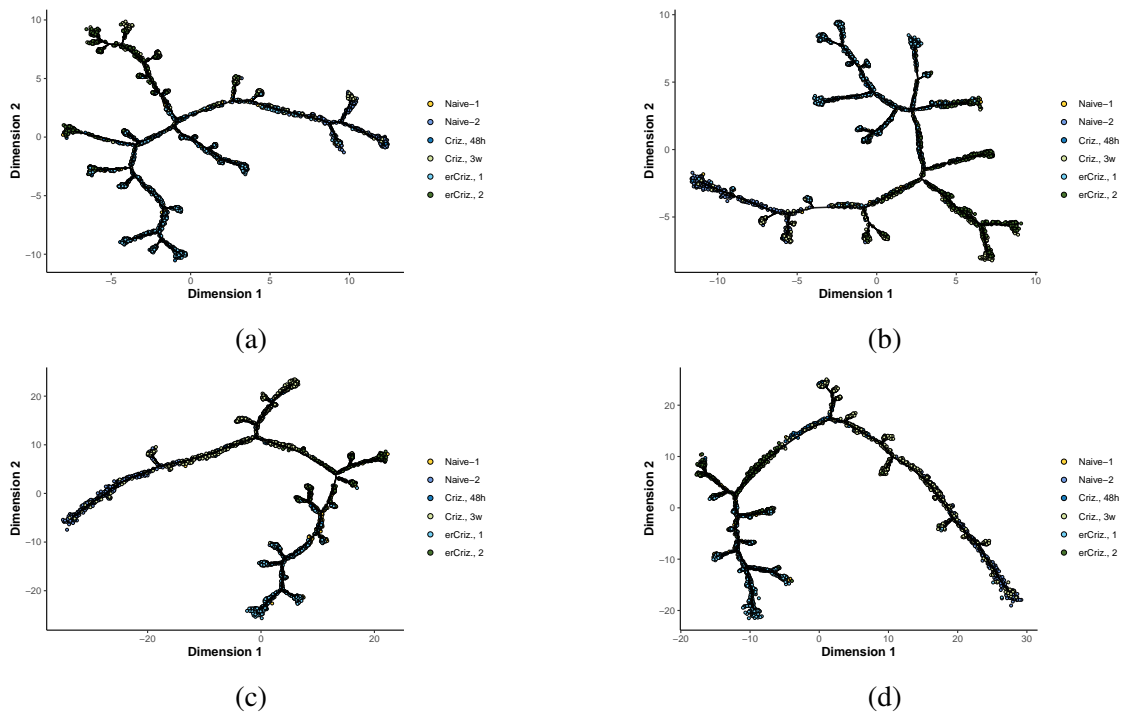 10
5
0
−5
−10
Dimension 2
−5
0
5
10
Dimension 1
Naive−1
Naive−2
Criz., 48h
Criz., 3w
erCriz., 1
erCriz., 2
(a)
10
5
0
−5
Dimension 2
−10
−5
0
5
10
Dimension 1
Naive−1
Naive−2
Criz., 48h
Criz., 3w
erCriz., 1
erCriz., 2
(b)
20
10
0
−10
−20
Dimension 2
−20
0
20
Dimension 1
Naive−1
Naive−2
Criz., 48h
Criz., 3w
erCriz., 1
erCriz., 2
(c)
20
10
0
−10
−20
Dimension 2
−20
−10
0
10
20
30
Dimension 1
Naive−1
Naive−2
Criz., 48h
Criz., 3w
erCriz., 1
erCriz., 2
(d)